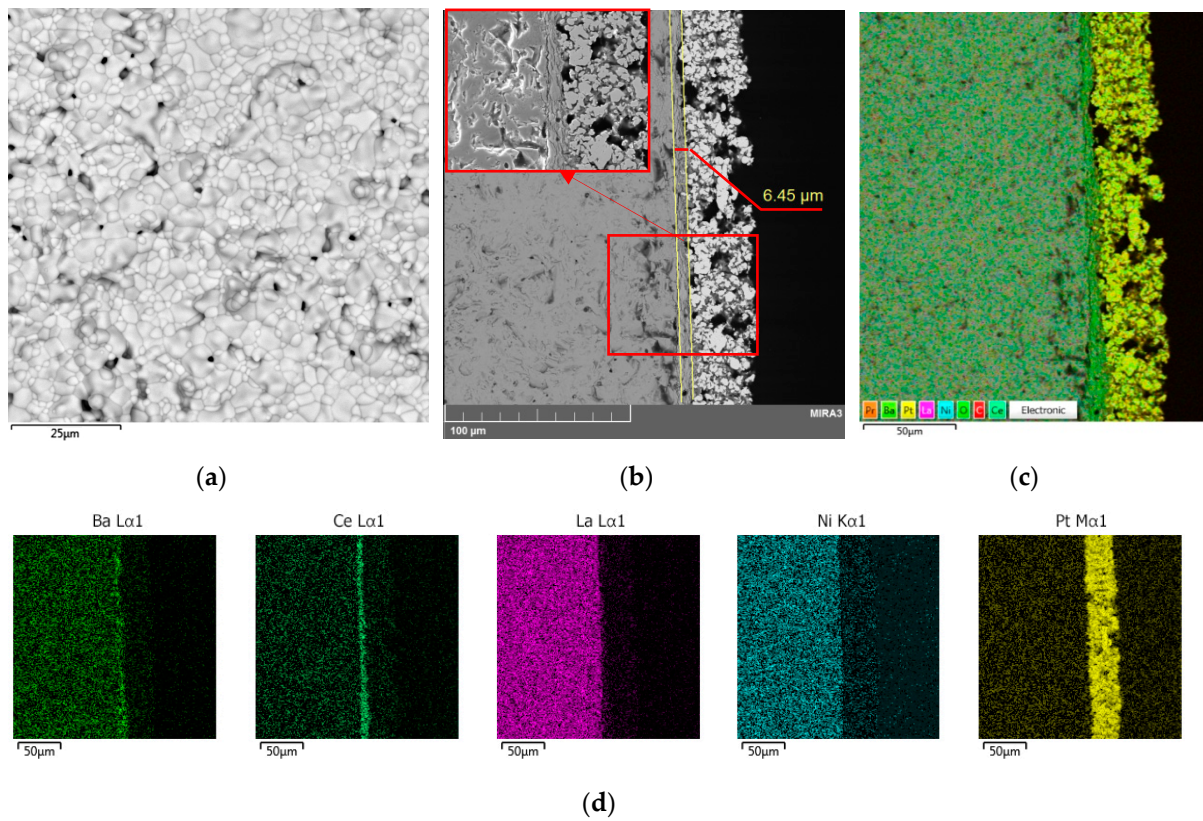 25µm
(a)
6.45 µm
MIRA3
100 µm
(b)
Pr Ba Pt La Ni O C Ce Electronic
50µm
(c)
Ba Lα1
Ce Lα1
La Lα1
Ni Kα1
Pt Mα1
50µm
50µm
50µm
50µm
50µm
(d)